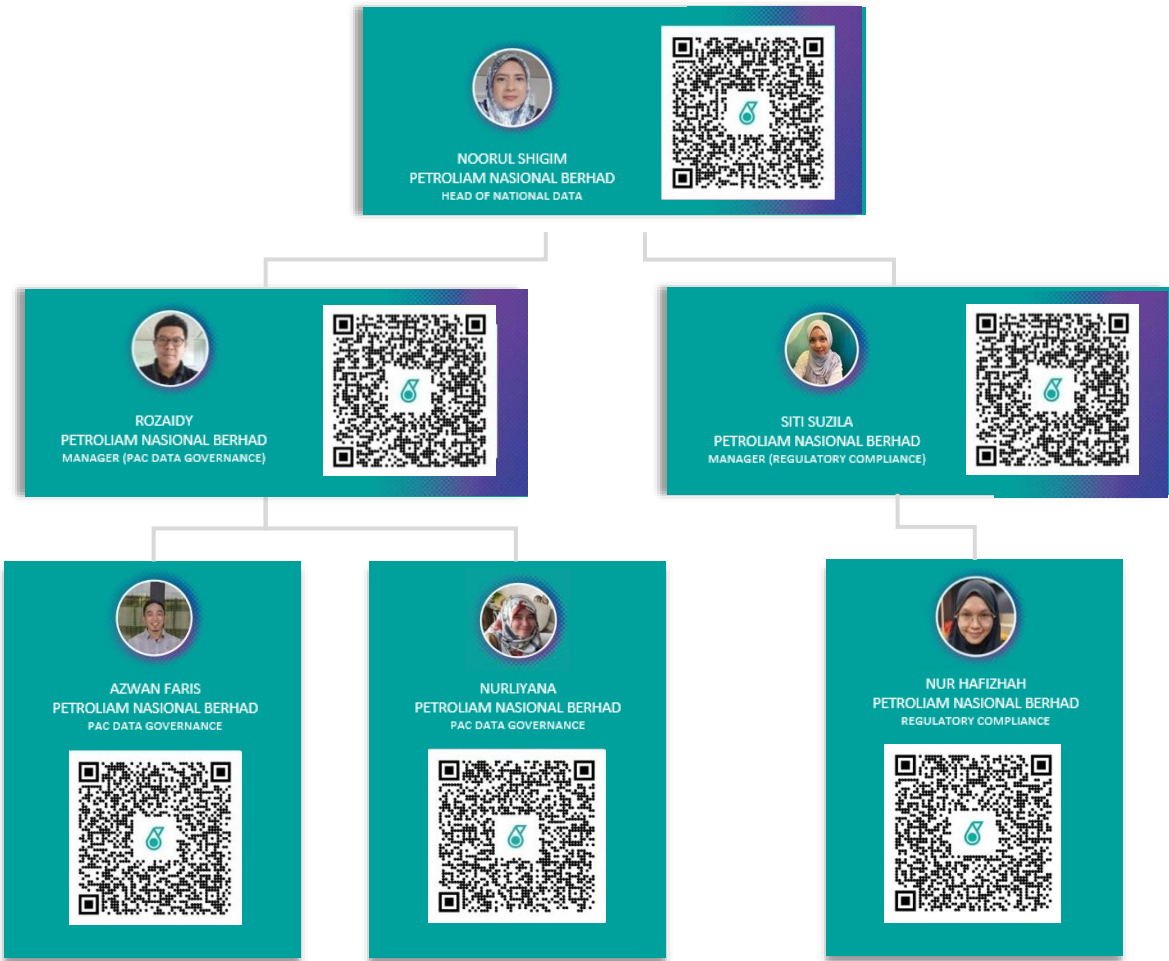 NOORUL SHIGIM
PETROLIAM NASIONAL BERHAD
HEAD OF NATIONAL DATA
ROZAIDY
PETROLIAM NASIONAL BERHAD
MANAGER (PAC DATA GOVERNANCE)
SITI SUZILA
PETROLIAM NASIONAL BERHAD
MANAGER (REGULATORY COMPLIANCE)
AZWAN FARIS
PETROLIAM NASIONAL BERHAD
PAC DATA GOVERNANCE
NURLIYANA
PETROLIAM NASIONAL BERHAD
PAC DATA GOVERNANCE
NUR HAFIZHAH
PETROLIAM NASIONAL BERHAD
REGULATORY COMPLIANCE